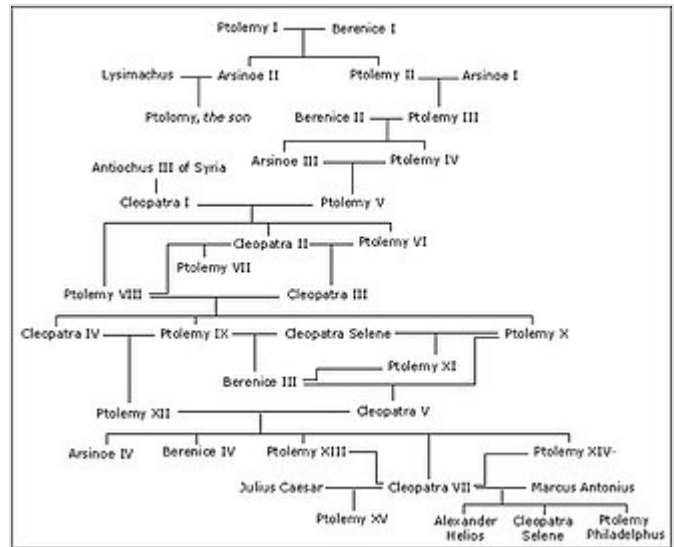 Ptolemy I Berenice I
Lysimachus Arsinoe II Ptolemy II Arsinoe I
Ptolomy, the son Berenice II Ptolemy III
Arsinoe III Ptolemy IV
Antiochus III of Syria
Cleopatra I Ptolemy V
Cleopatra II Ptolemy VI
Ptolemy VII
Ptolemy VIII Cleopatra III
Cleopatra IV Ptolemy IX Cleopatra Selene Ptolemy X
Ptolemy XI
Berenice III
Ptolemy XII Cleopatra V
Arsinoe IV Berenice IV Ptolemy XIII Ptolemy XIV-
Julius Caesar Cleopatra VII Marcus Antonius
Ptolemy XV
Alexander Cleopatra Ptolemy
Helios Selene Philadelphus